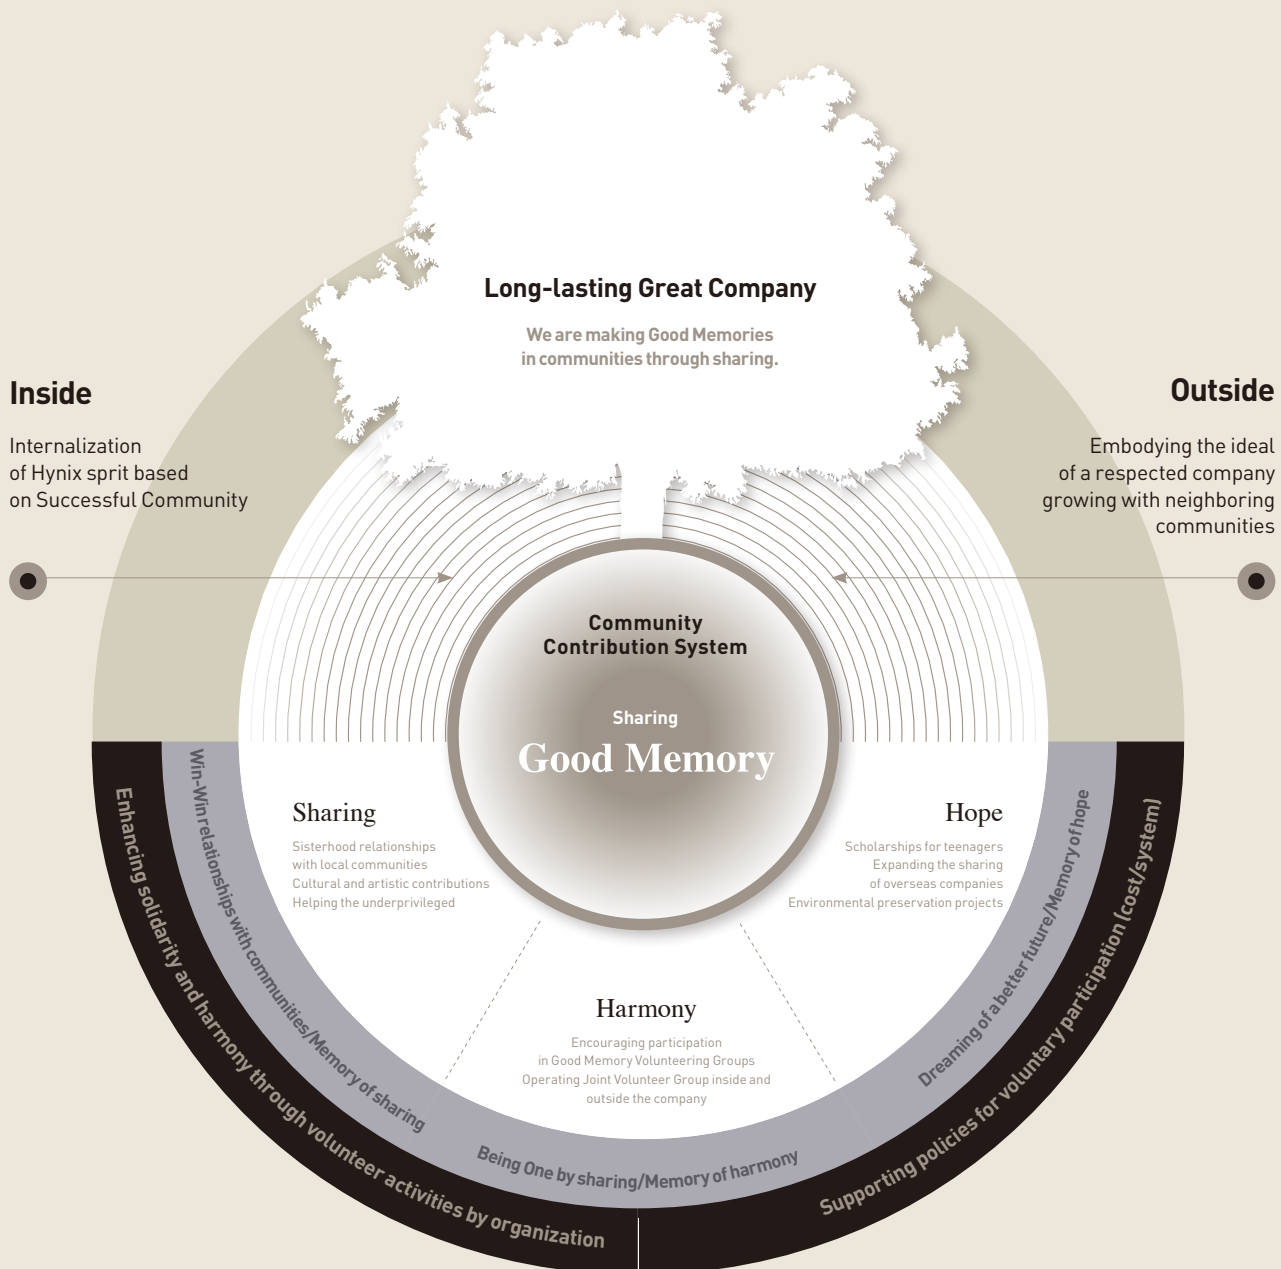 Long-lasting Great Company
We are making Good Memories
in communities through sharing.
Inside
Internalization
of Hynix sprit based
on Successful Community
Outside
Embodying the ideal
of a respected company
growing with neighboring
communities
Community
Contribution System
Sharing
Good Memory
Sharing
Sisterhood relationships
with local communities
Cultural and artistic contributions
Helping the underprivileged
Hope
Scholarships for teenagers
Expanding the sharing
of overseas companies
Environmental preservation projects
Harmony
Encouraging participation
in Good Memory Volunteering Groups
Operating Joint Volunteer Group inside and
outside the company
Win-Win relationships with communities/Memory of sharing
Being One by sharing/Memory of harmony
Dreaming of a better future/Memory of hope
Enhancing solidarity and harmony through volunteer activities by organization
Supporting policies for voluntary participation (cost/system)